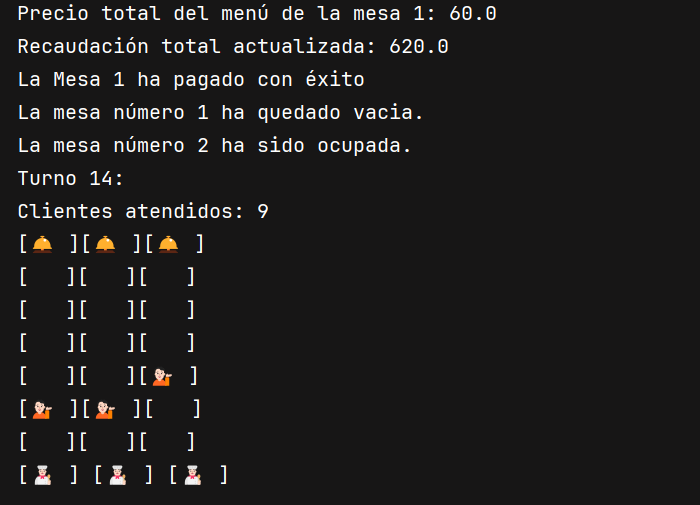 Precio total del menú de la mesa 1: 60.0
Recaudación total actualizada: 620.0
La Mesa 1 ha pagado con éxito
La mesa número 1 ha quedado vacia.
La mesa número 2 ha sido ocupada.
Turno 14:
Clientes atendidos: 9
[🛎️ ][🛎️ ][🛎️ ]
[   ][   ][   ]
[   ][   ][   ]
[   ][   ][   ]
[   ][   ][💁🏻 ]
[💁🏻 ][💁🏻 ][   ]
[   ][   ][   ]
[👨🏻‍🍳 ] [👨🏻‍🍳 ] [👨🏻‍🍳 ]